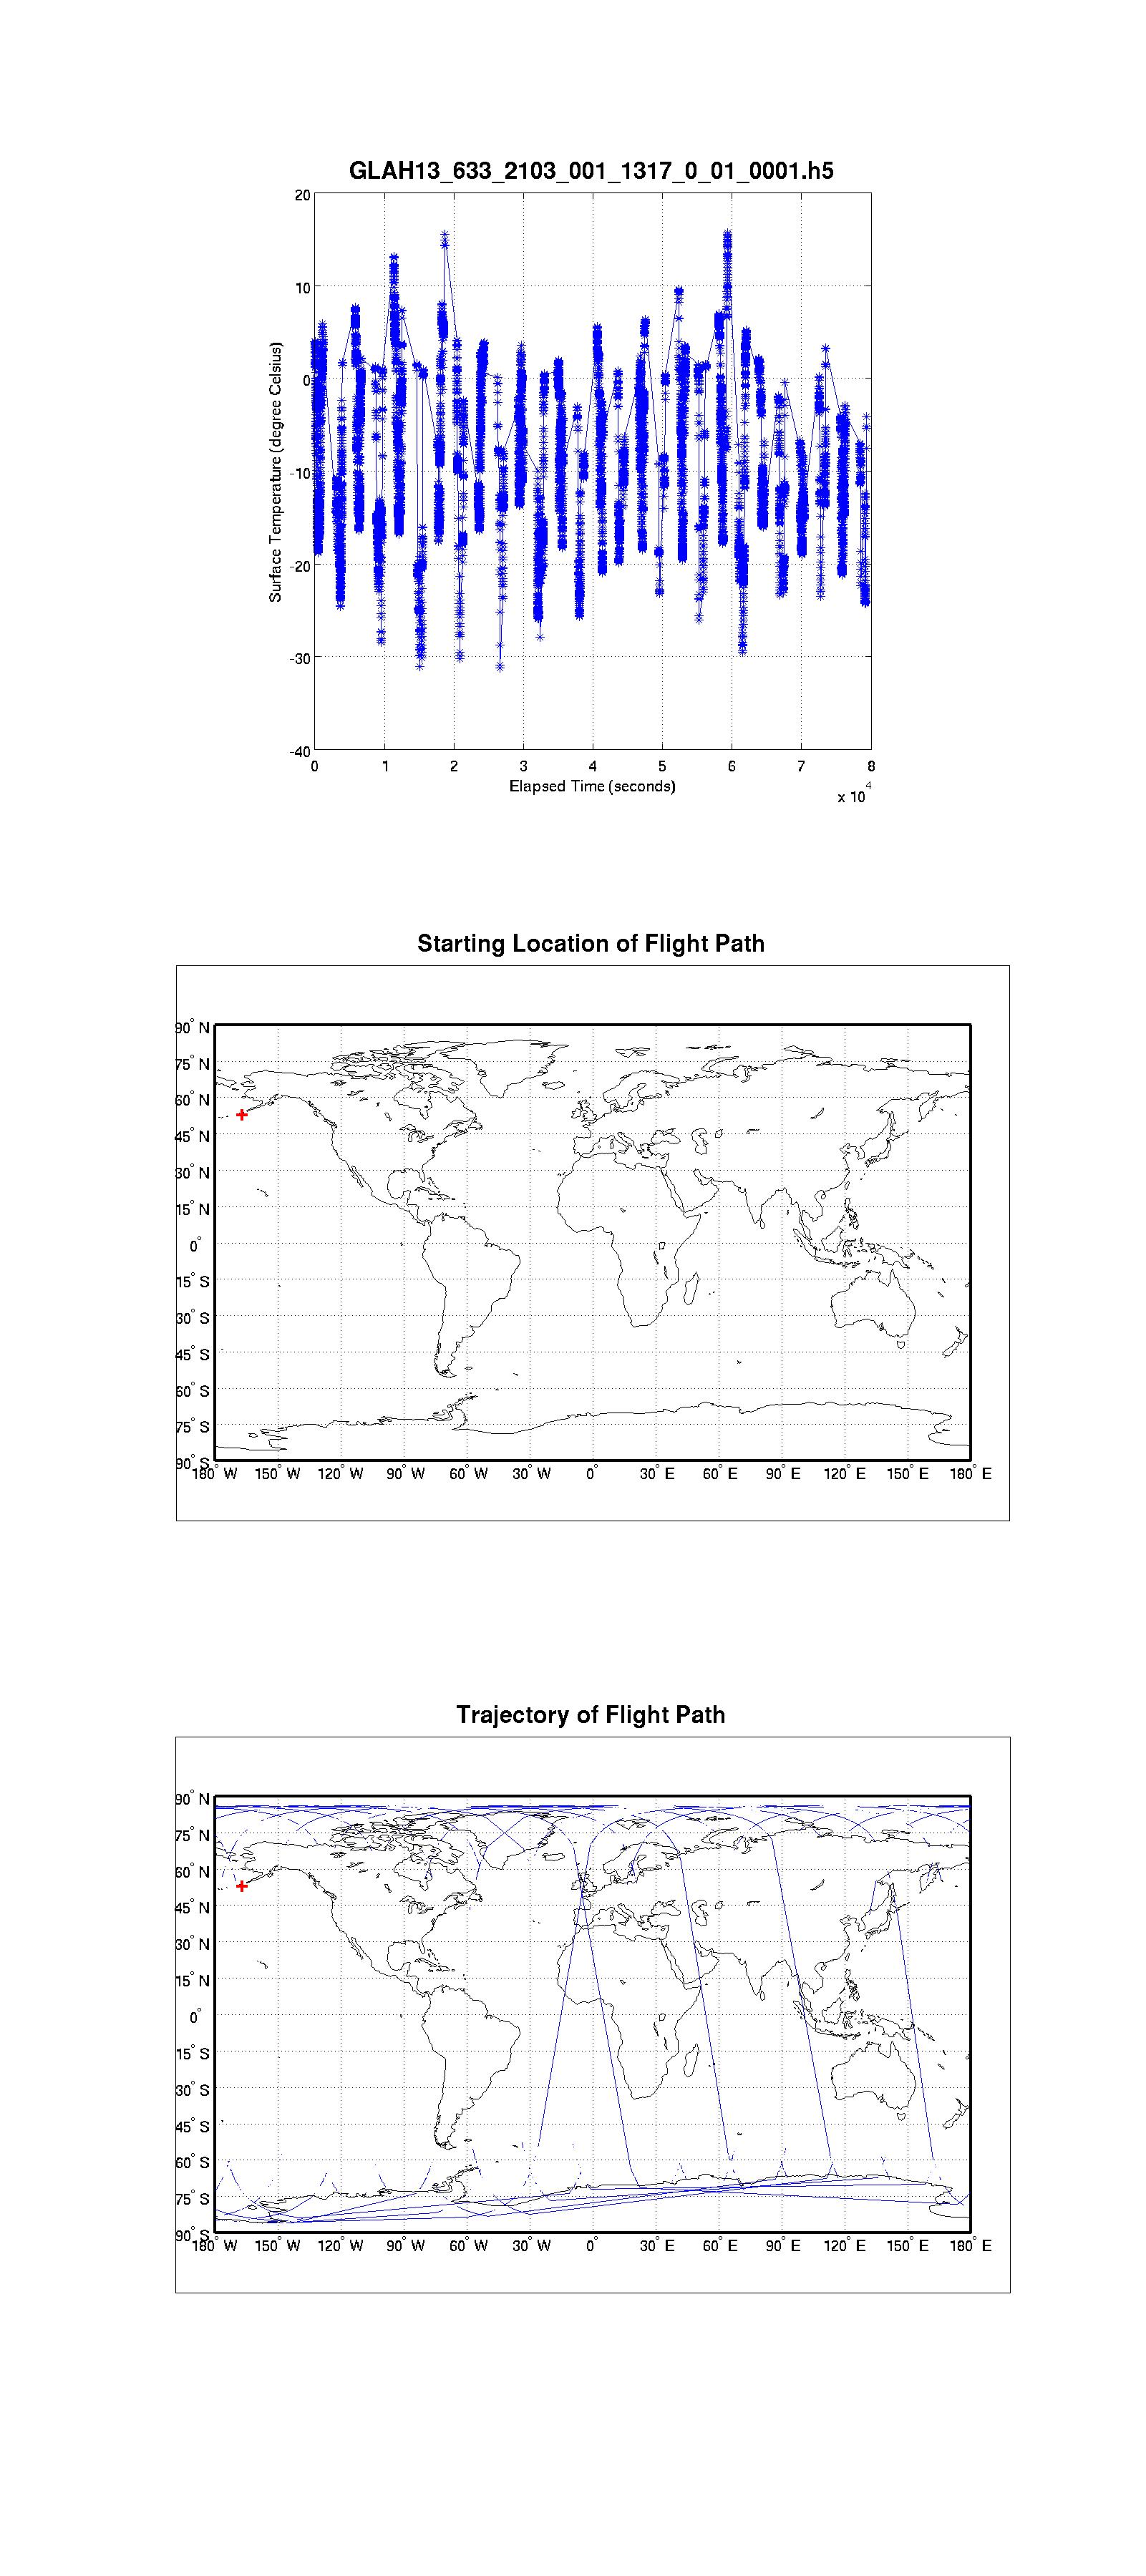 GLAH13_633_2103_001_1317_0_01_0001.h5
20
10
0
-10
-20
-30
-40
Surface Temperature (degree Celsius)
0 1 2 3 4 5 6 7 8
x 10^4
Elapsed Time (seconds)
Starting Location of Flight Path
90° N
75° N
60° N
45° N
30° N
15° N
0°
15° S
30° S
45° S
60° S
75° S
90° S
180° W 150° W 120° W 90° W 60° W 30° W 0° 30° E 60° E 90° E 120° E 150° E 180° E
Trajectory of Flight Path
90° N
75° N
60° N
45° N
30° N
15° N
0°
15° S
30° S
45° S
60° S
75° S
90° S
180° W 150° W 120° W 90° W 60° W 30° W 0° 30° E 60° E 90° E 120° E 150° E 180° E